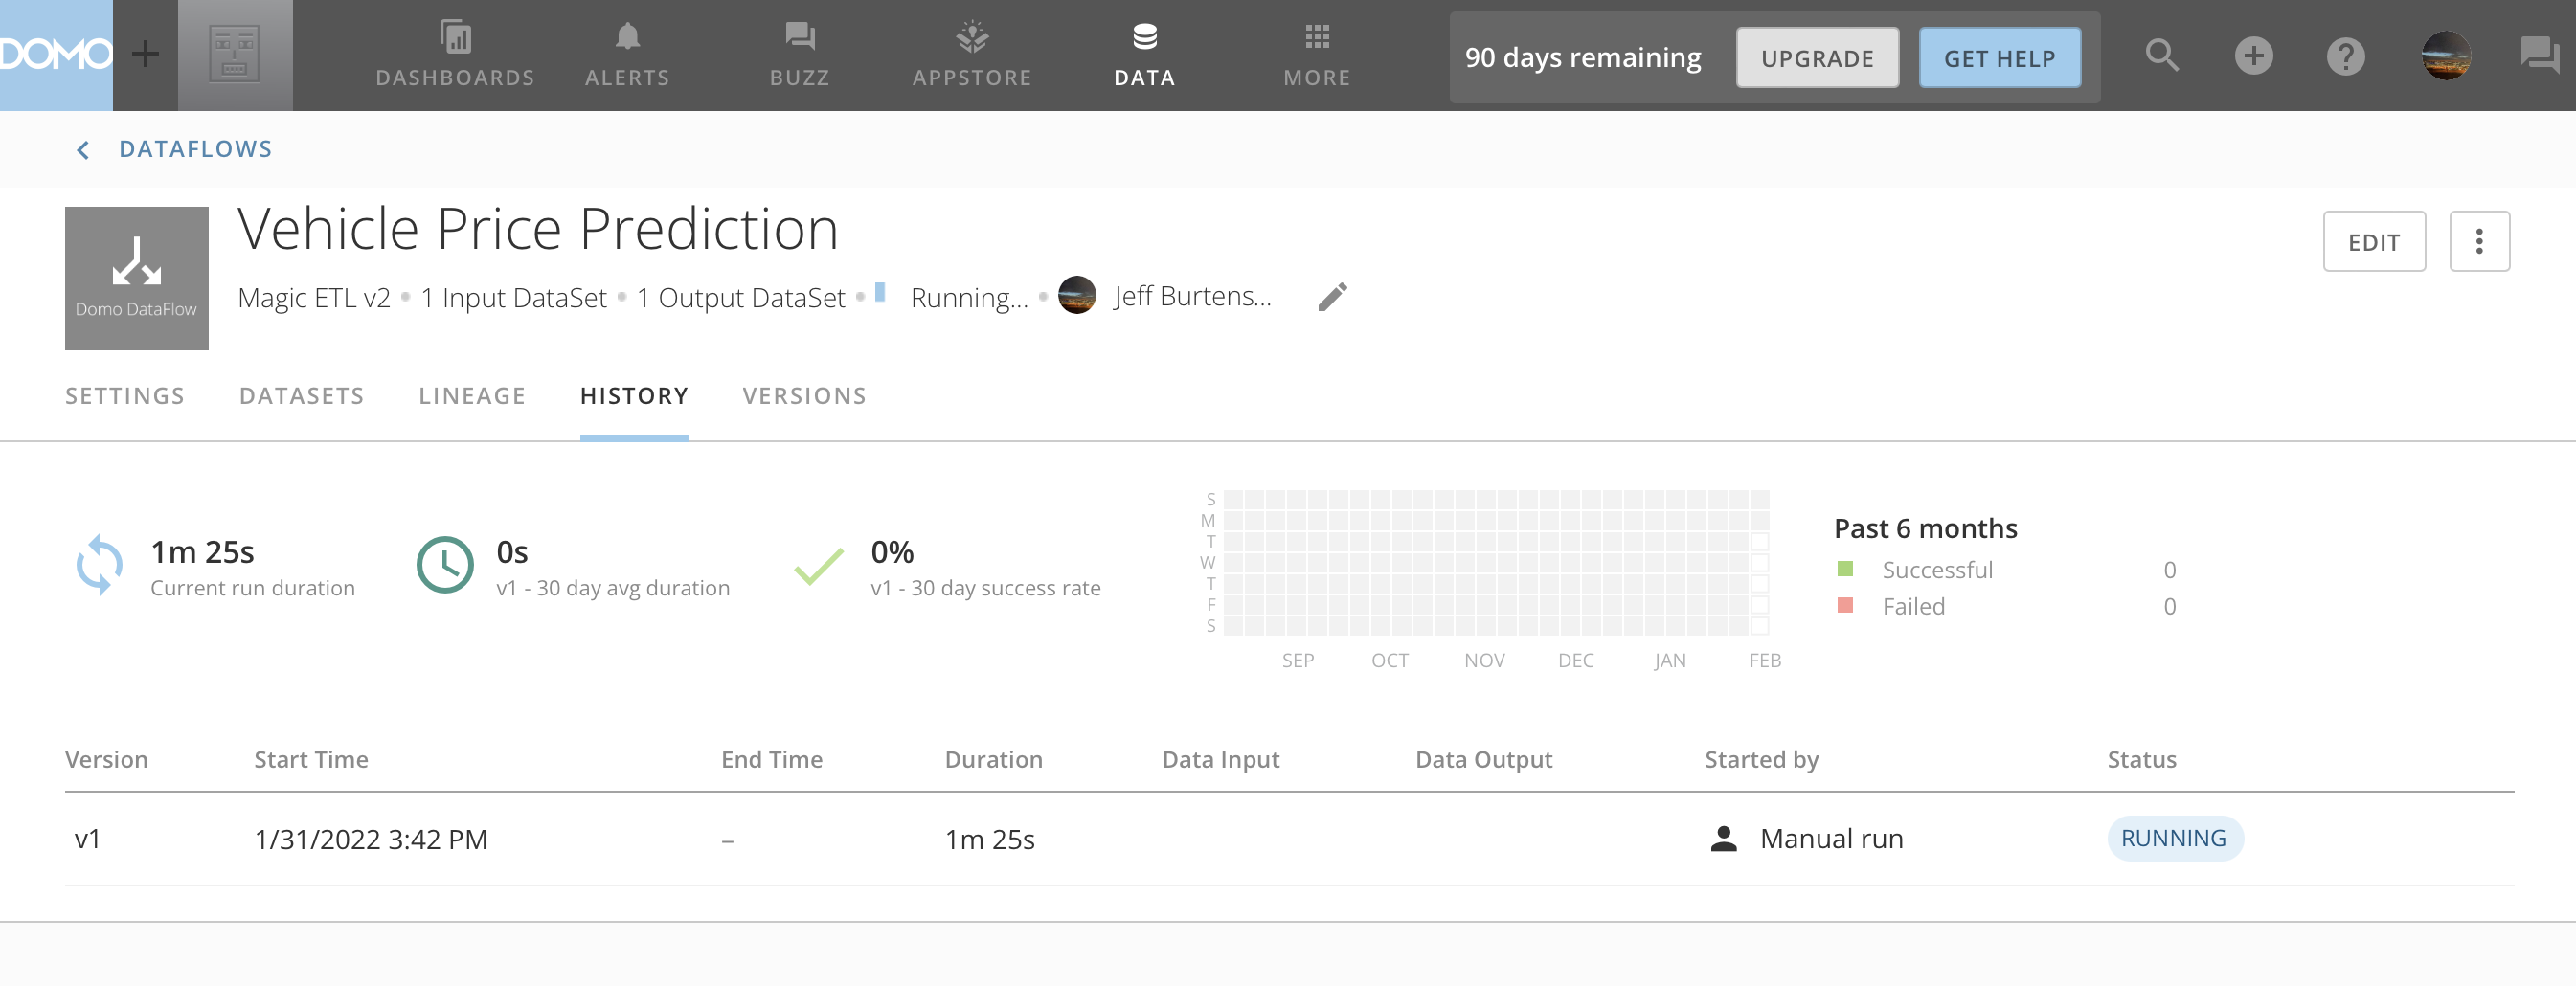 DOMO
DASHBOARDS
ALERTS
BUZZ
APPSTORE
DATA
MORE
90 days remaining
UPGRADE
GET HELP
DATAFLOWS
Domo DataFlow
Vehicle Price Prediction
Magic ETL v2 • 1 Input DataSet • 1 Output DataSet • Running... • Jeff Burtens...
EDIT
SETTINGS DATASETS LINEAGE HISTORY VERSIONS
1m 25s
Current run duration
0s
v1 - 30 day avg duration
0%
v1 - 30 day success rate
S
M
T
W
T
F
S
SEP OCT NOV DEC JAN FEB
Past 6 months
Successful 0
Failed 0
Version Start Time End Time Duration Data Input Data Output Started by Status
v1 1/31/2022 3:42 PM – 1m 25s Manual run RUNNING